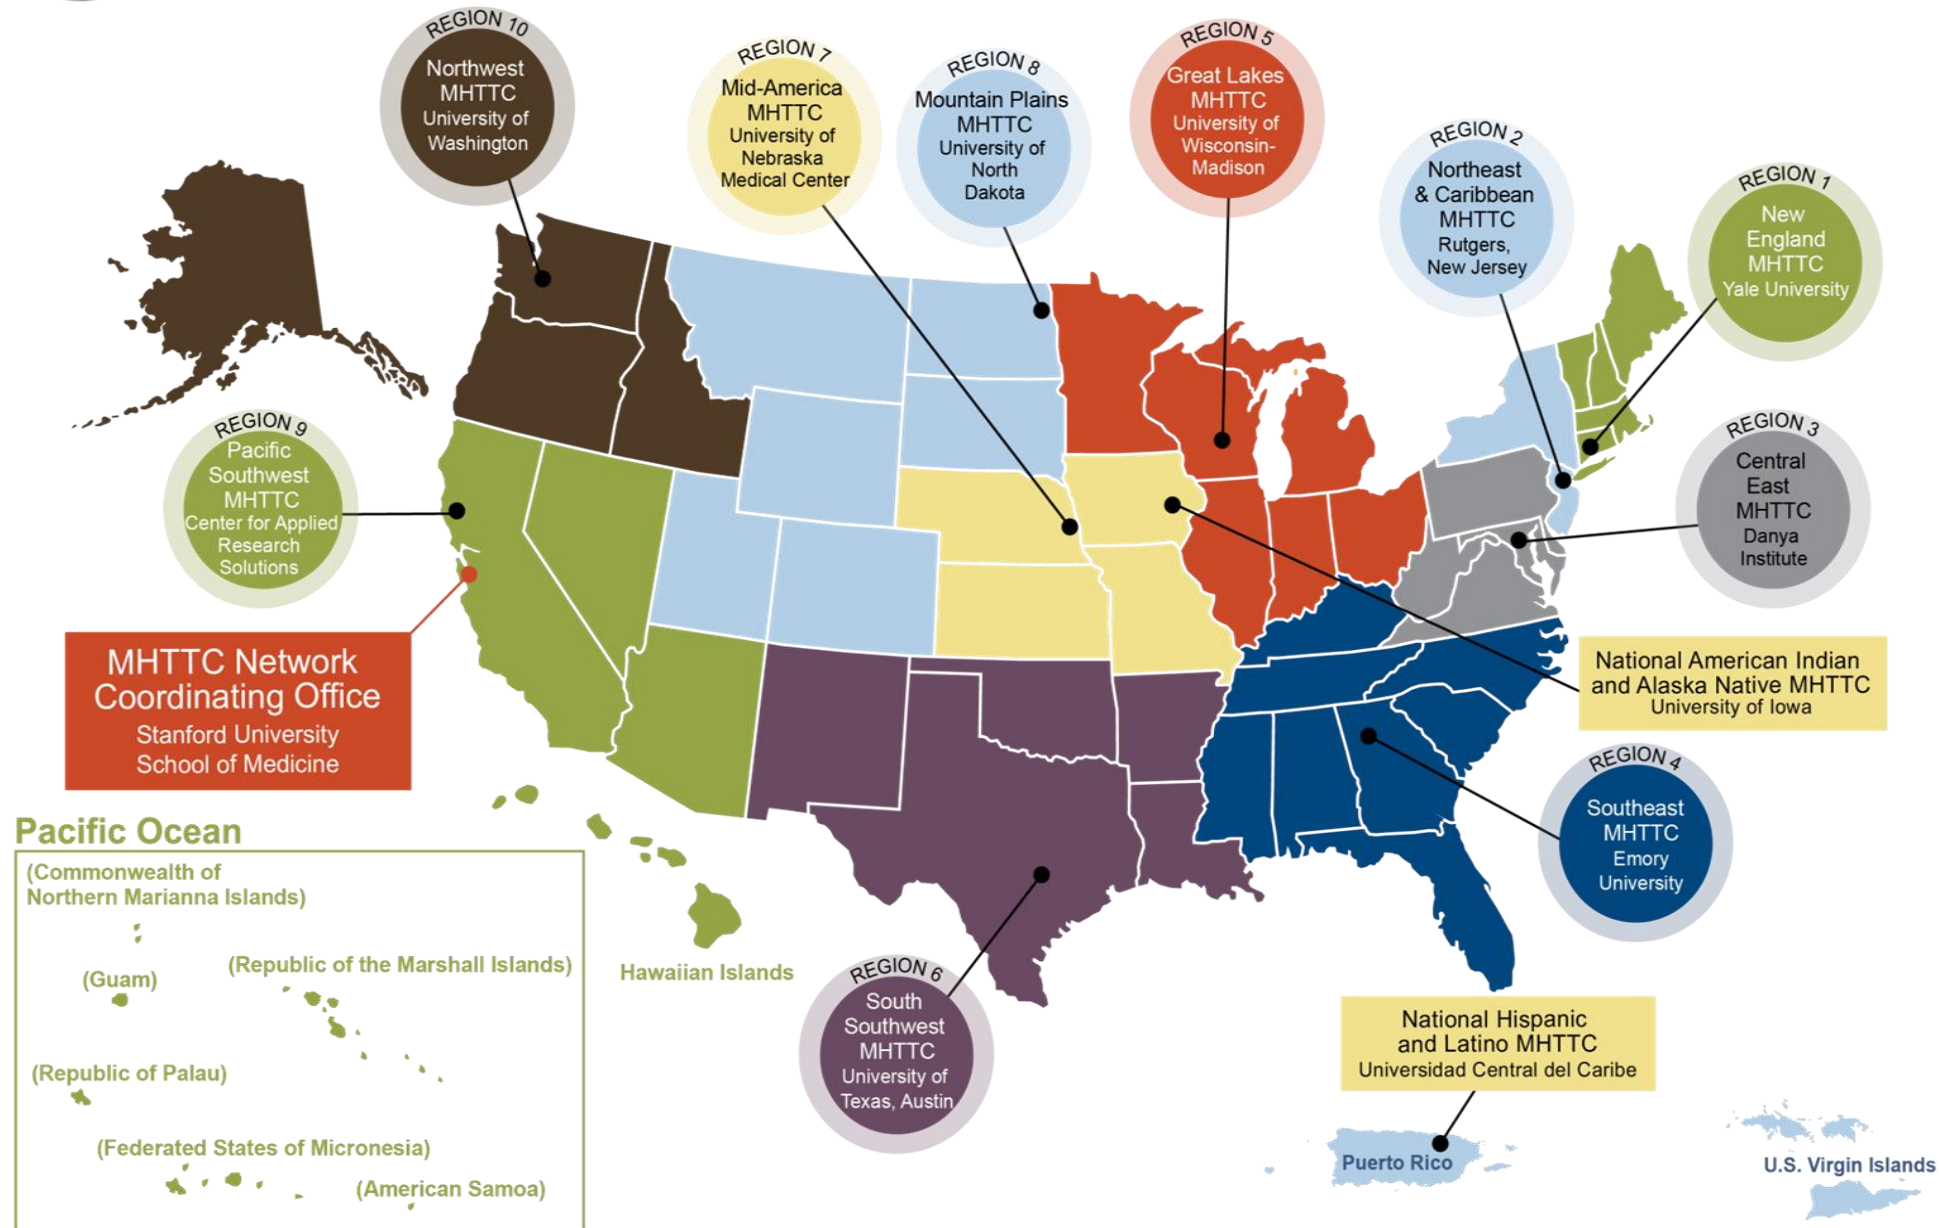 REGION 10
Northwest
MHTTC
University of
Washington
REGION 7
Mid-America
MHTTC
University of
Nebraska
Medical Center
REGION 8
Mountain Plains
MHTTC
University of
North
Dakota
REGION 5
Great Lakes
MHTTC
University of
Wisconsin-
Madison
REGION 2
Northeast
& Caribbean
MHTTC
Rutgers,
New Jersey
REGION 1
New
England
MHTTC
Yale University
REGION 9
Pacific
Southwest
MHTTC
Center for Applied
Research
Solutions
REGION 3
Central
East
MHTTC
Danya
Institute
MHTTC Network
Coordinating Office
Stanford University
School of Medicine
National American Indian
and Alaska Native MHTTC
University of Iowa
REGION 4
Southeast
MHTTC
Emory
University
Pacific Ocean
(Commonwealth of
Northern Marianna Islands)
(Guam)
(Republic of the Marshall Islands)
(Republic of Palau)
(Federated States of Micronesia)
(American Samoa)
Hawaiian Islands
REGION 6
South
Southwest
MHTTC
University of
Texas, Austin
National Hispanic
and Latino MHTTC
Universidad Central del Caribe
Puerto Rico
U.S. Virgin Islands